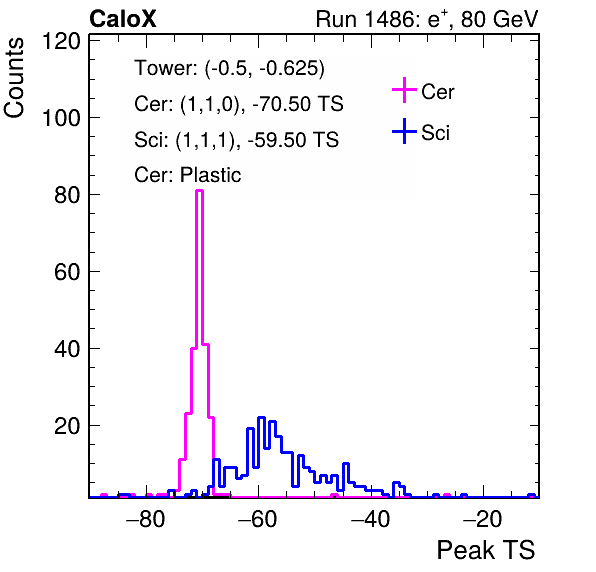 CaloX Run 1486: e+, 80 GeV
Counts
120
100
80
60
40
20
Tower: (-0.5, -0.625)
Cer: (1,1,0), -70.50 TS
Sci: (1,1,1), -59.50 TS
Cer: Plastic
Cer
Sci
−80 −60 −40 −20
Peak TS